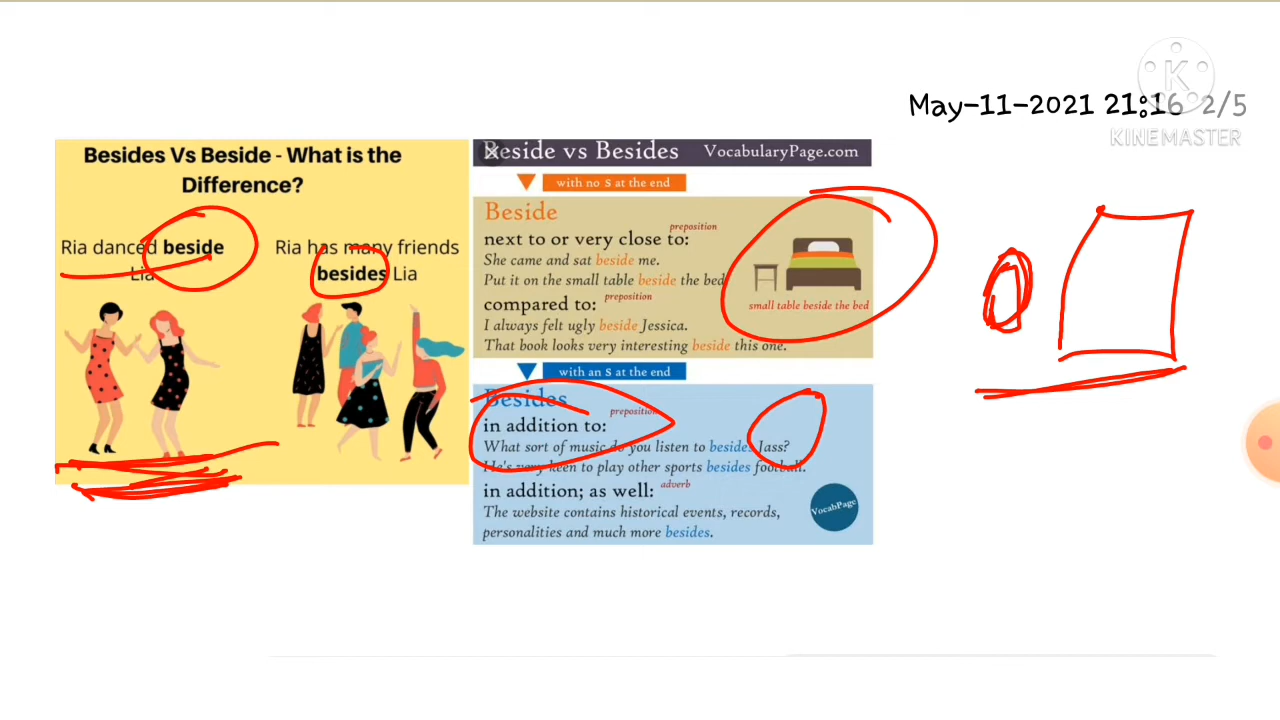 May-11-2021 21:16 2/5
KINEMASTER
Besides Vs Beside - What is the
Difference?
Ria danced beside
Lia
Ria has many friends
besides Lia
Beside vs Besides VocabularyPage.com
with no s at the end
Beside
preposition
next to or very close to:
She came and sat beside me.
Put it on the small table beside the bed
preposition
compared to:
I always felt ugly beside Jessica.
That book looks very interesting beside this one.
small table beside the bed
with an s at the end
Besides
preposition
in addition to:
What sort of music do you listen to besides Jass?
He's very keen to play other sports besides football.
in addition; as well: adverb
The website contains historical events, records,
personalities and much more besides.
VocabPage